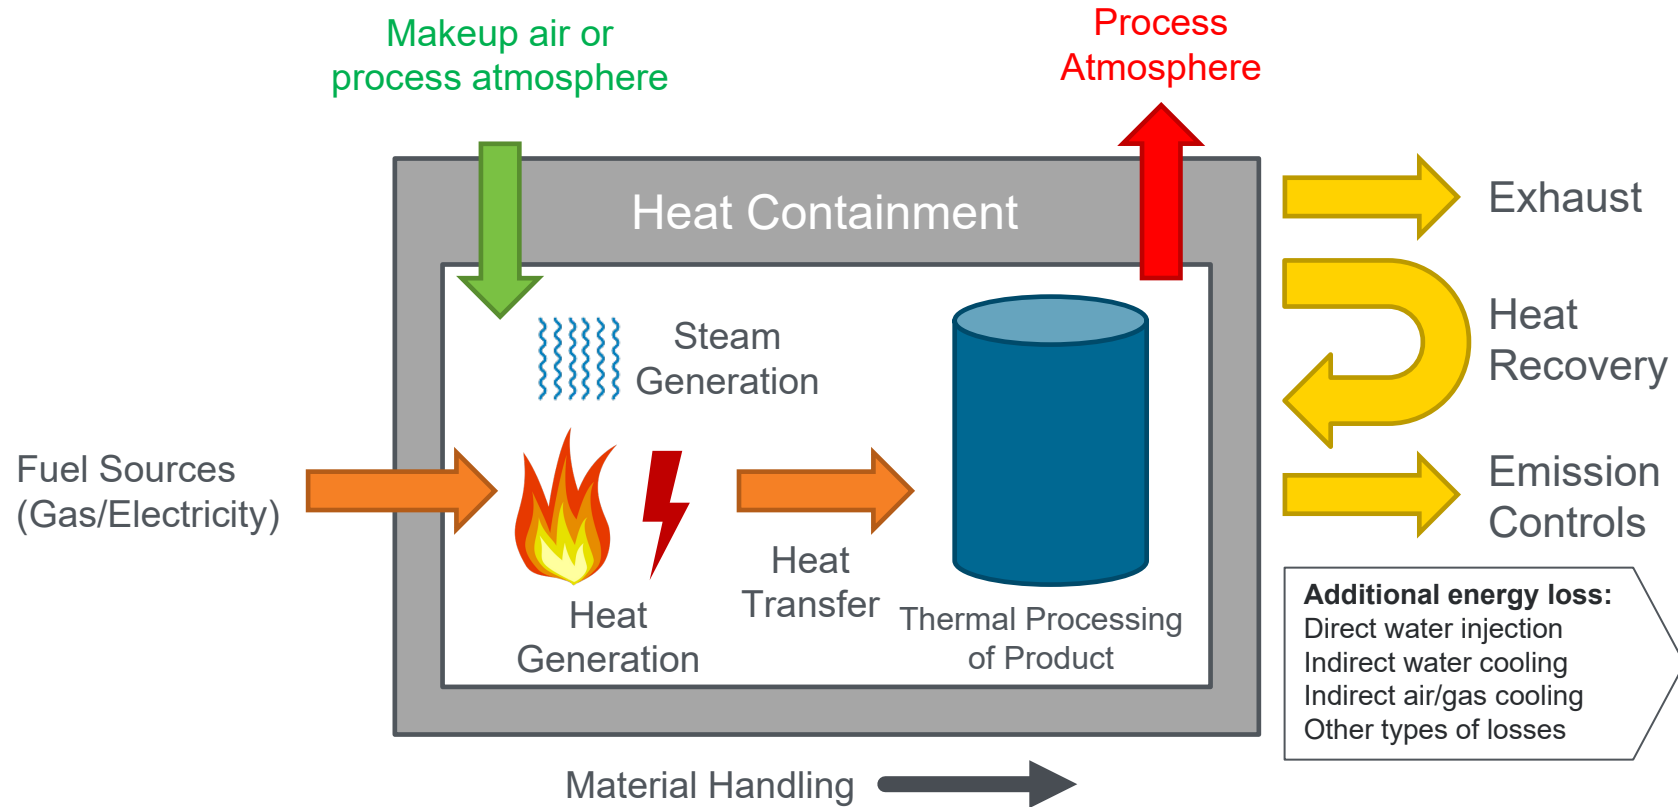 Makeup air or
process atmosphere
Process
Atmosphere
Heat Containment
Exhaust
Steam
Generation
Heat
Recovery
Fuel Sources
(Gas/Electricity)
Emission
Controls
Heat
Transfer
Heat
Generation
Thermal Processing
of Product
Additional energy loss:
Direct water injection
Indirect water cooling
Indirect air/gas cooling
Other types of losses
Material Handling